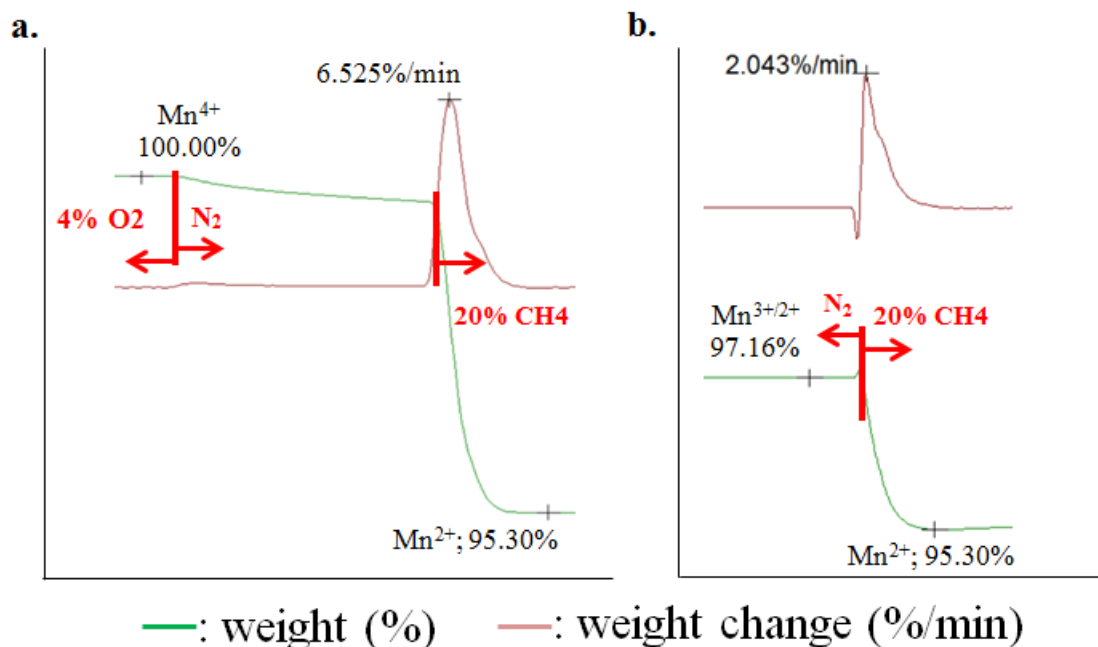 a.
6.525%/min
Mn⁴⁺
100.00%
4% O2
N₂
20% CH4
Mn²⁺; 95.30%
b.
2.043%/min
Mn³⁺/²⁺
97.16%
N₂
20% CH4
Mn²⁺; 95.30%
: weight (%)
: weight change (%/min)